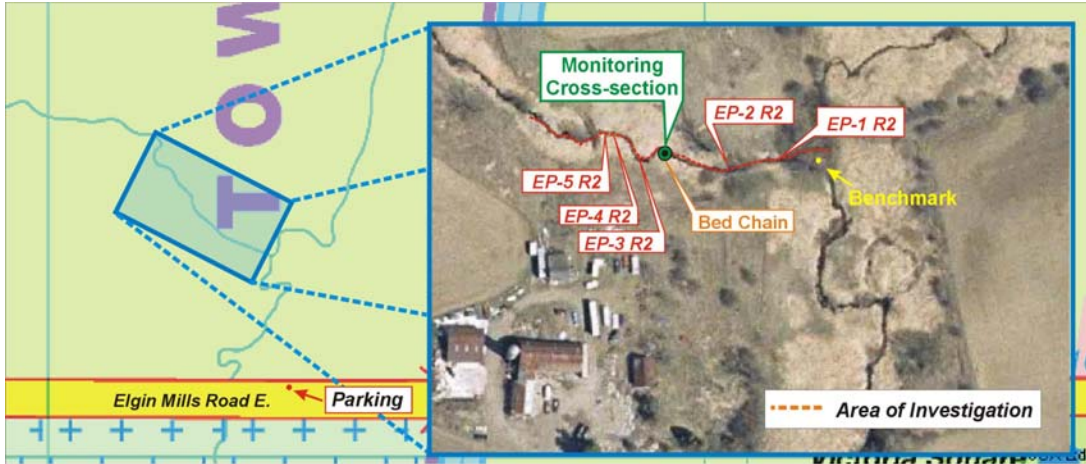 TOW
Monitoring
Cross-section
EP-2 R2
EP-1 R2
EP-5 R2
EP-4 R2
EP-3 R2
Bed Chain
Benchmark
Elgin Mills Road E.
Parking
Area of Investigation